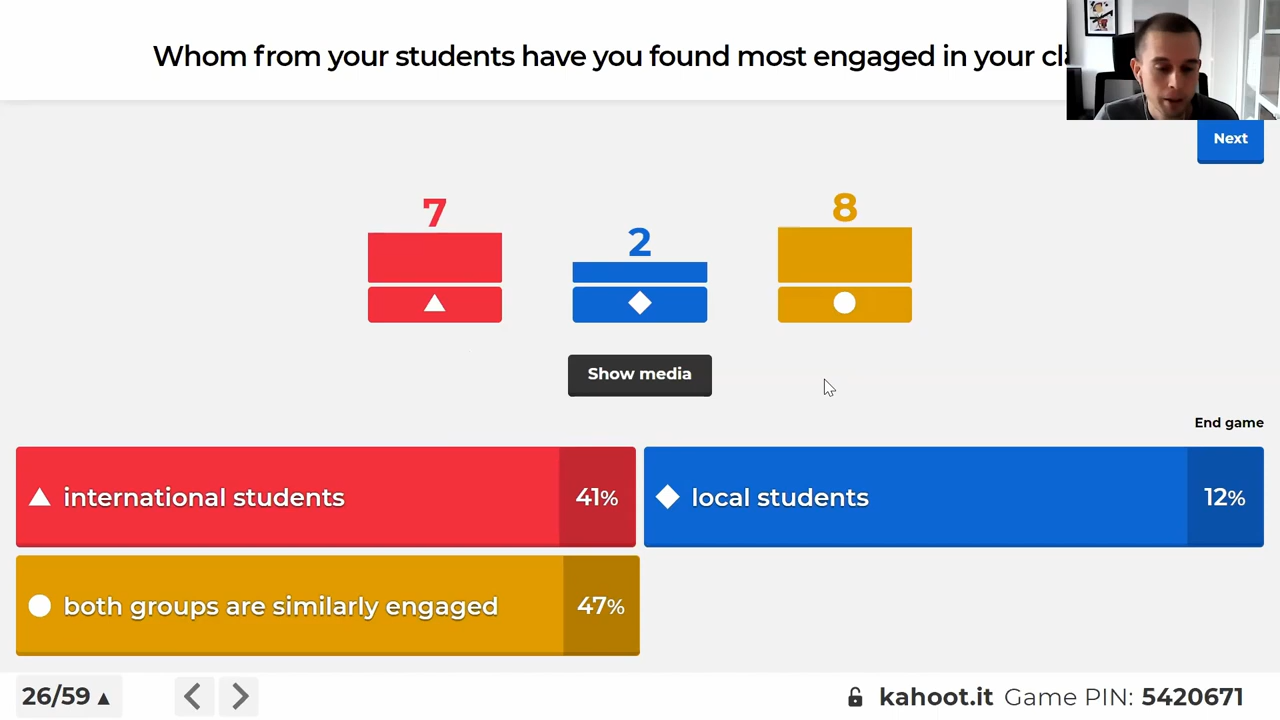 Whom from your students have you found most engaged in your
Next
7
2
8
Show media
End game
international students
41%
local students
12%
both groups are similarly engaged
47%
26/59
kahoot.it Game PIN: 5420671